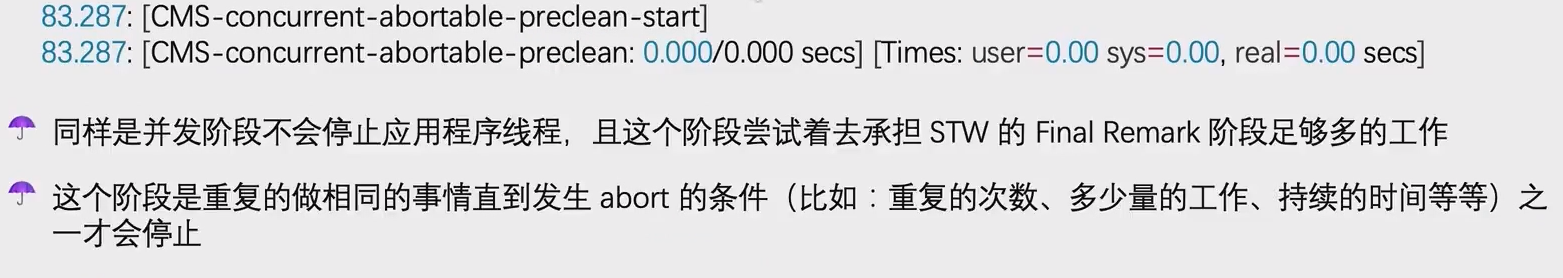 83.287: [CMS-concurrent-abortable-preclean-start]
83.287: [CMS-concurrent-abortable-preclean: 0.000/0.000 secs] [Times: user=0.00 sys=0.00, real=0.00 secs]
同样是并发阶段不会停止应用程序线程，且这个阶段尝试着去承担 STW 的 Final Remark 阶段足够多的工作
这个阶段是重复的做相同的事情直到发生 abort 的条件（比如：重复的次数、多少量的工作、持续的时间等等）之
一才会停止